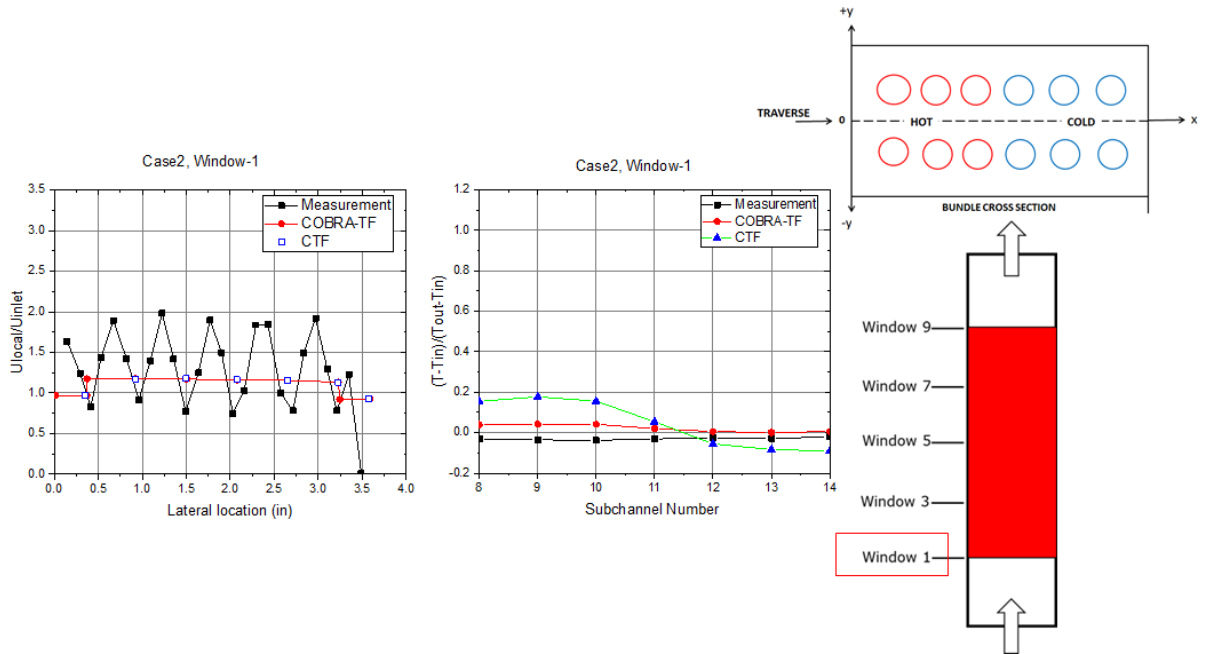 Case2, Window-1
3.5
3.0
2.5
2.0
1.5
1.0
0.5
0.0
Ulocal/Uinlet
Measurement
COBRA-TF
CTF
0.0 0.5 1.0 1.5 2.0 2.5 3.0 3.5 4.0
Lateral location (in)
Case2, Window-1
1.2
1.0
0.8
0.6
0.4
0.2
0.0
-0.2
(T-Tin)/(Tout-Tin)
Measurement
COBRA-TF
CTF
8 9 10 11 12 13 14
Subchannel Number
+y
TRAVERSE
0
HOT
COLD
x
-y
BUNDLE CROSS SECTION
Window 9
Window 7
Window 5
Window 3
Window 1